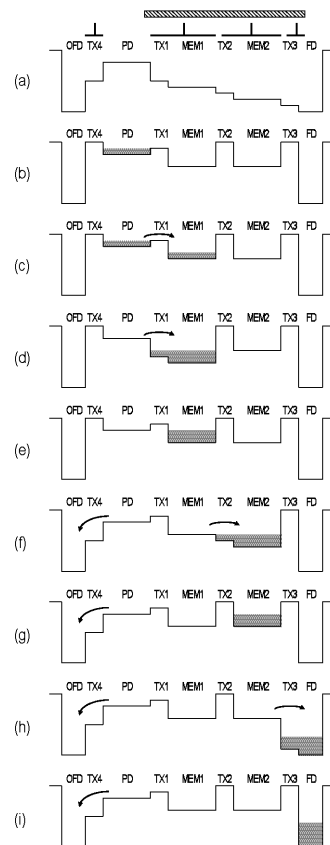 OFD TX4 PD TX1 MEM1 TX2 MEM2 TX3 FD
(a)
OFD TX4 PD TX1 MEM1 TX2 MEM2 TX3 FD
(b)
OFD TX4 PD TX1 MEM1 TX2 MEM2 TX3 FD
(c)
OFD TX4 PD TX1 MEM1 TX2 MEM2 TX3 FD
(d)
OFD TX4 PD TX1 MEM1 TX2 MEM2 TX3 FD
(e)
OFD TX4 PD TX1 MEM1 TX2 MEM2 TX3 FD
(f)
OFD TX4 PD TX1 MEM1 TX2 MEM2 TX3 FD
(g)
OFD TX4 PD TX1 MEM1 TX2 MEM2 TX3 FD
(h)
OFD TX4 PD TX1 MEM1 TX2 MEM2 TX3 FD
(i)